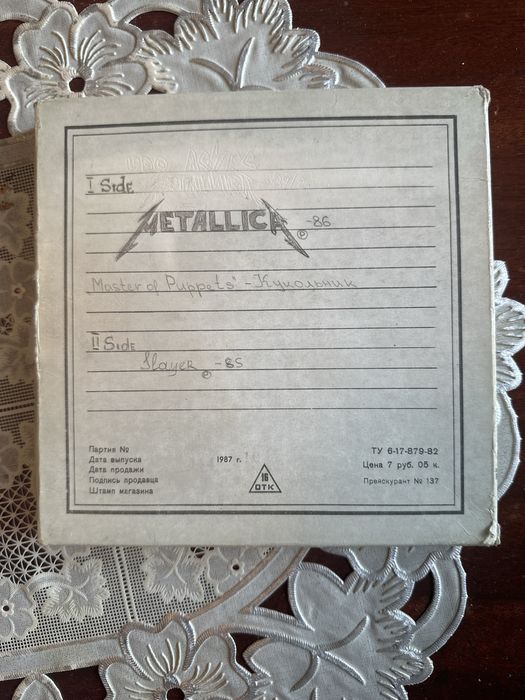 I Side
METALLICA ℗ -86
Master of Puppets" - Кукольник
II Side
Slayer ℗ -85
Партия №
Дата выпуска 1987 г.
Дата продажи
Подпись продавца
Штамп магазина
16
ОТК
ТУ 6-17-879-82
Цена 7 руб. 05 к.
Прейскурант № 137